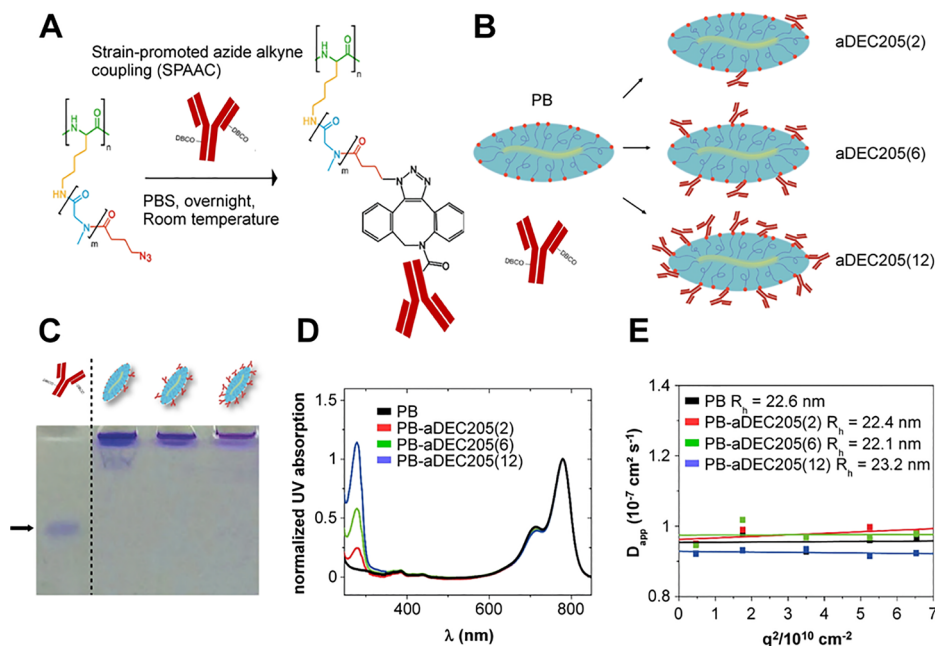 A
Strain-promoted azide alkyne
coupling (SPAAC)
DBCO
DBCO
PBS, overnight,
Room temperature
H
N
O
n
HN
O
N
m
O
N3
H
N
O
n
HN
O
N
m
O
N
N
N
N
O
B
PB
DBCO
DBCO
aDEC205(2)
aDEC205(6)
aDEC205(12)
C
D
normalized UV absorption
1.5
1
0.5
0
PB
PB-aDEC205(2)
PB-aDEC205(6)
PB-aDEC205(12)
400
600
800
λ (nm)
E
Dapp (10-7 cm² s-1)
1.4
1.2
1
0.8
PB Rh = 22.6 nm
PB-aDEC205(2) Rh = 22.4 nm
PB-aDEC205(6) Rh = 22.1 nm
PB-aDEC205(12) Rh = 23.2 nm
0 1 2 3 4 5 6 7
q²/10¹⁰ cm⁻²